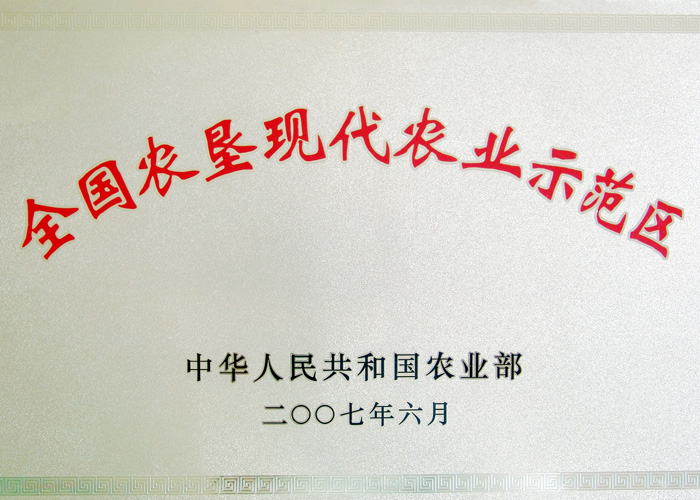 全国农垦现代农业示范区
中华人民共和国农业部
二〇〇七年六月